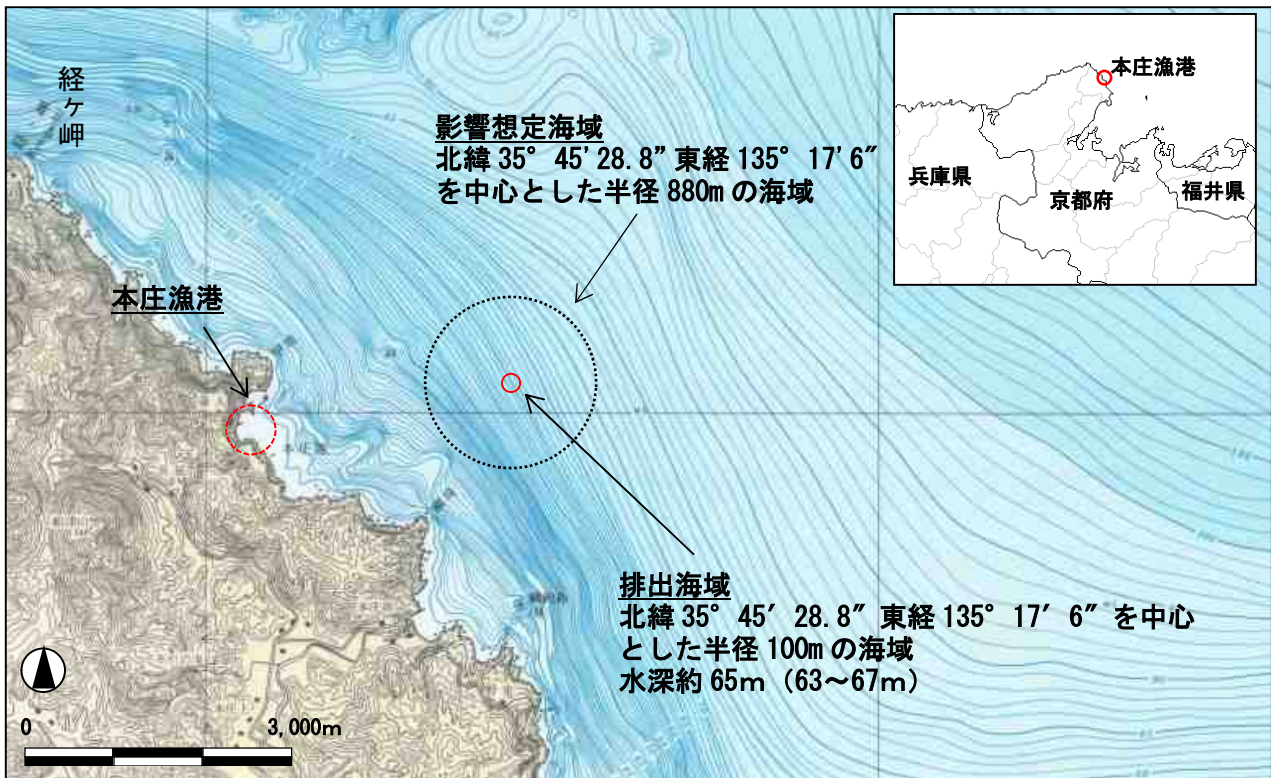 経ヶ岬
影響想定海域
北緯 35° 45' 28.8” 東経 135° 17' 6”
を中心とした半径 880m の海域
本庄漁港
兵庫県
京都府
福井県
本庄漁港
排出海域
北緯 35° 45′ 28.8″ 東経 135° 17′ 6″ を中心
とした半径 100m の海域
水深約 65m（63～67m）
0
3,000m